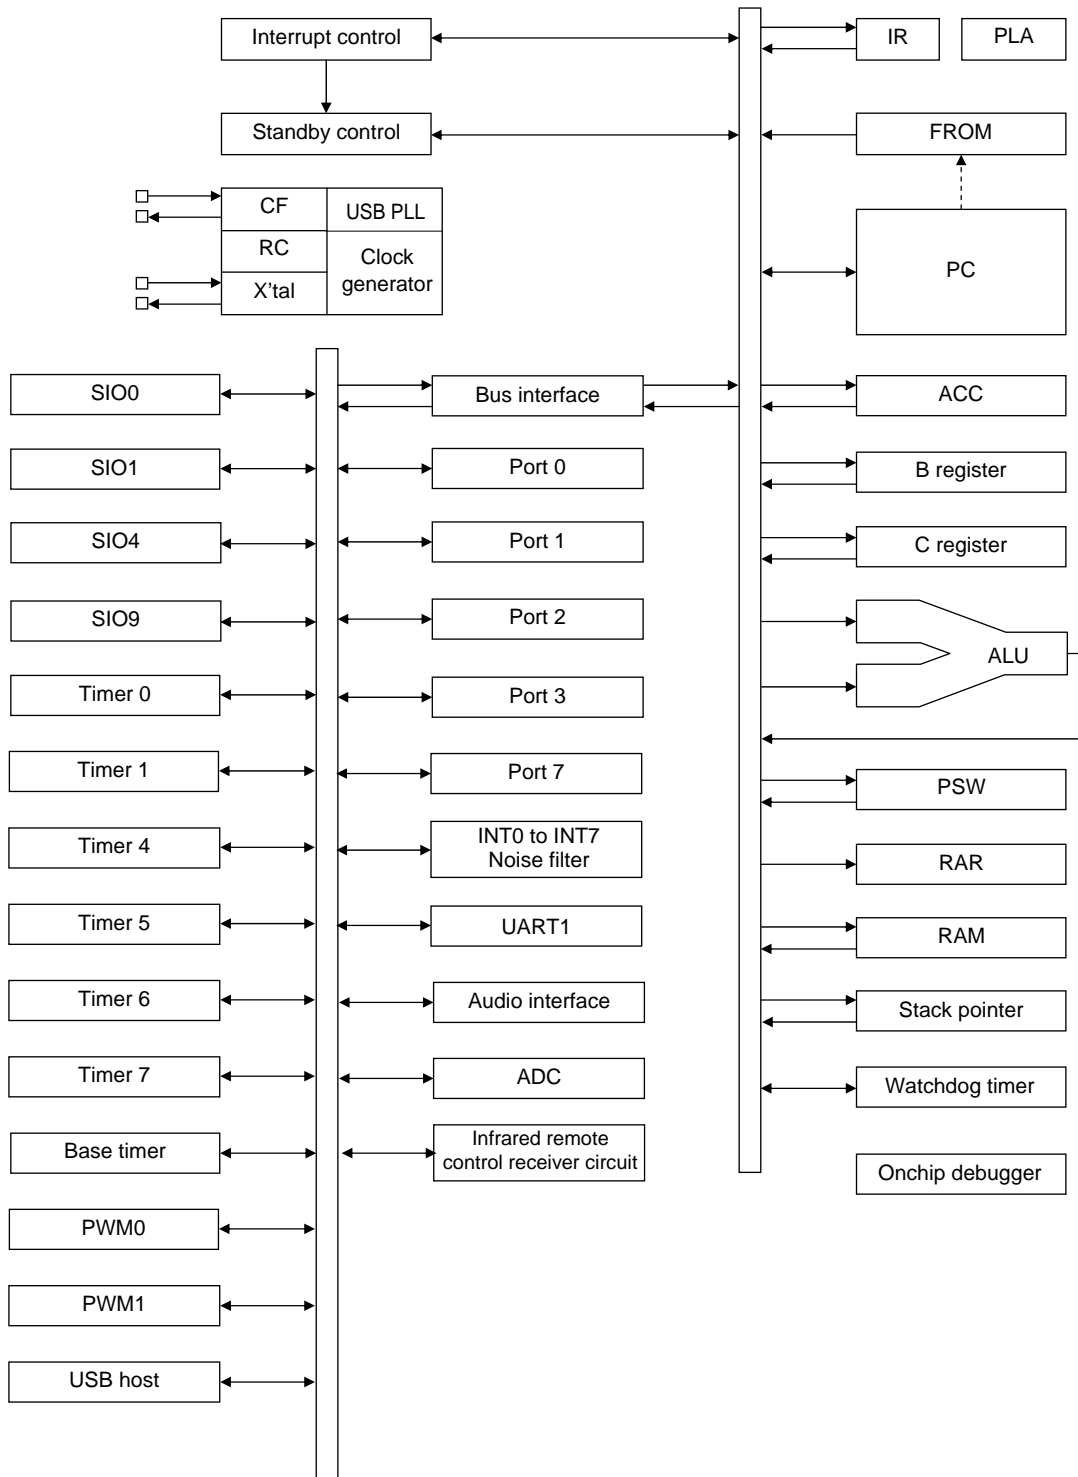 Interrupt control
IR
PLA
Standby control
FROM
CF
USB PLL
RC
Clock
generator
X'tal
PC
SIO0
Bus interface
ACC
SIO1
Port 0
B register
SIO4
Port 1
C register
SIO9
Port 2
ALU
Timer 0
Port 3
Timer 1
Port 7
PSW
Timer 4
INT0 to INT7
Noise filter
RAR
Timer 5
UART1
RAM
Timer 6
Audio interface
Stack pointer
Timer 7
ADC
Watchdog timer
Base timer
Infrared remote
control receiver circuit
Onchip debugger
PWM0
PWM1
USB host